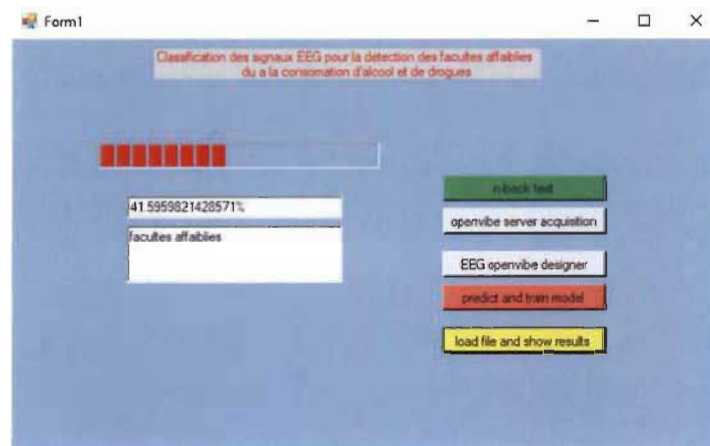 Form1
Classification des signaux EEG pour la detection des facultes affaiblies
du a la consomation d'alcool et de drogues
41.5959821428571%
facultes affaiblies
n-back test
openvibe server acquisition
EEG openvibe designer
predict and train model
load file and show results